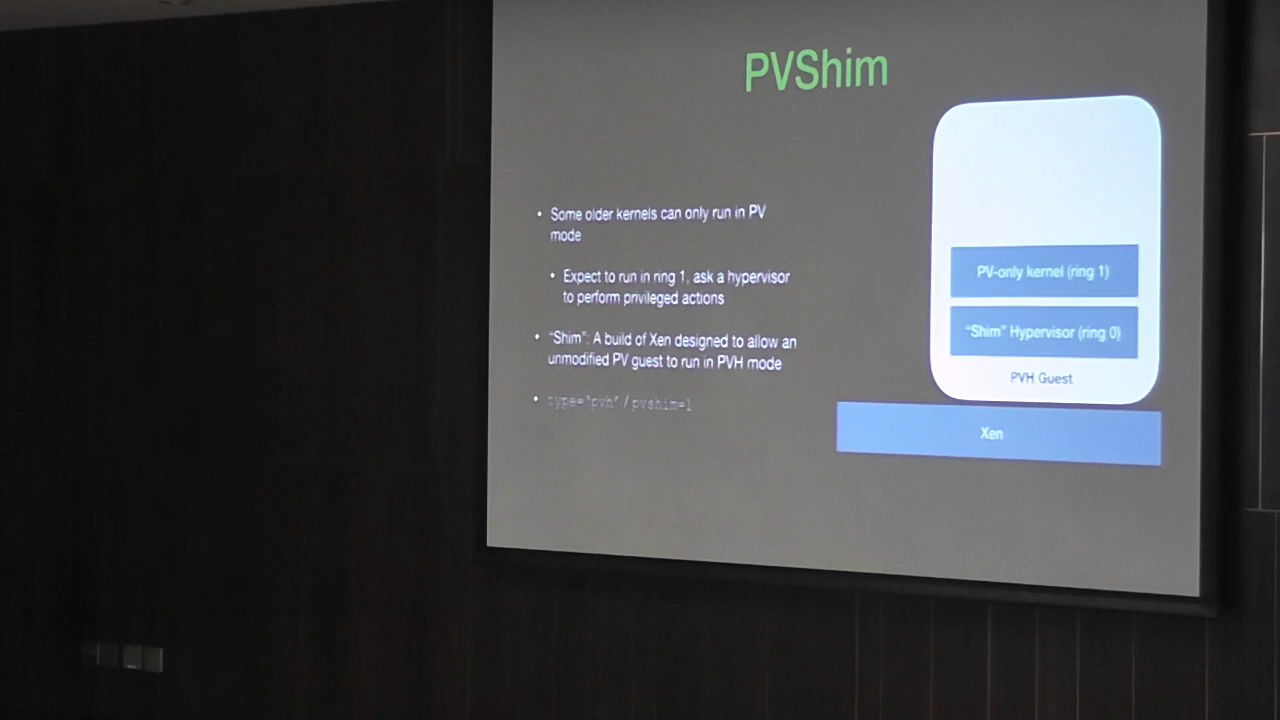 PVShim
• Some older kernels can only run in PV
mode
• Expect to run in ring 1, ask a hypervisor
to perform privileged actions
• “Shim”: A build of Xen designed to allow an
unmodified PV guest to run in PVH mode
• type="pvh" / pvshim=1
PV-only kernel (ring 1)
“Shim” Hypervisor (ring 0)
PVH Guest
Xen